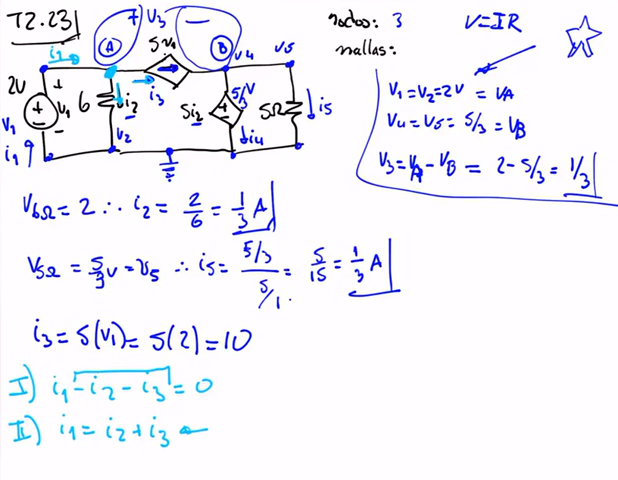 T2.23
+ V3 −
nodos: 3
V=IR
mallas:
A
5v1
B
V4
V5
i1
i3
2V
+
V1
−
6
i2
V2
5i2
5/3 V
i4
5Ω
i5
V1
i1
V1=V2=2V =VA
V4=V5= 5/3 = VB
V3=VA−VB = 2−5/3 = 1/3
V6Ω=2 ∴ i2= 2/6 = 1/3 A
V5Ω= 5/3 V=V5 ∴ i5= 5/3 / 5/1 = 5/15 = 1/3 A
i3=5(V1)=5(2)=10
I) i1−i2−i3=0
II) i1=i2+i3